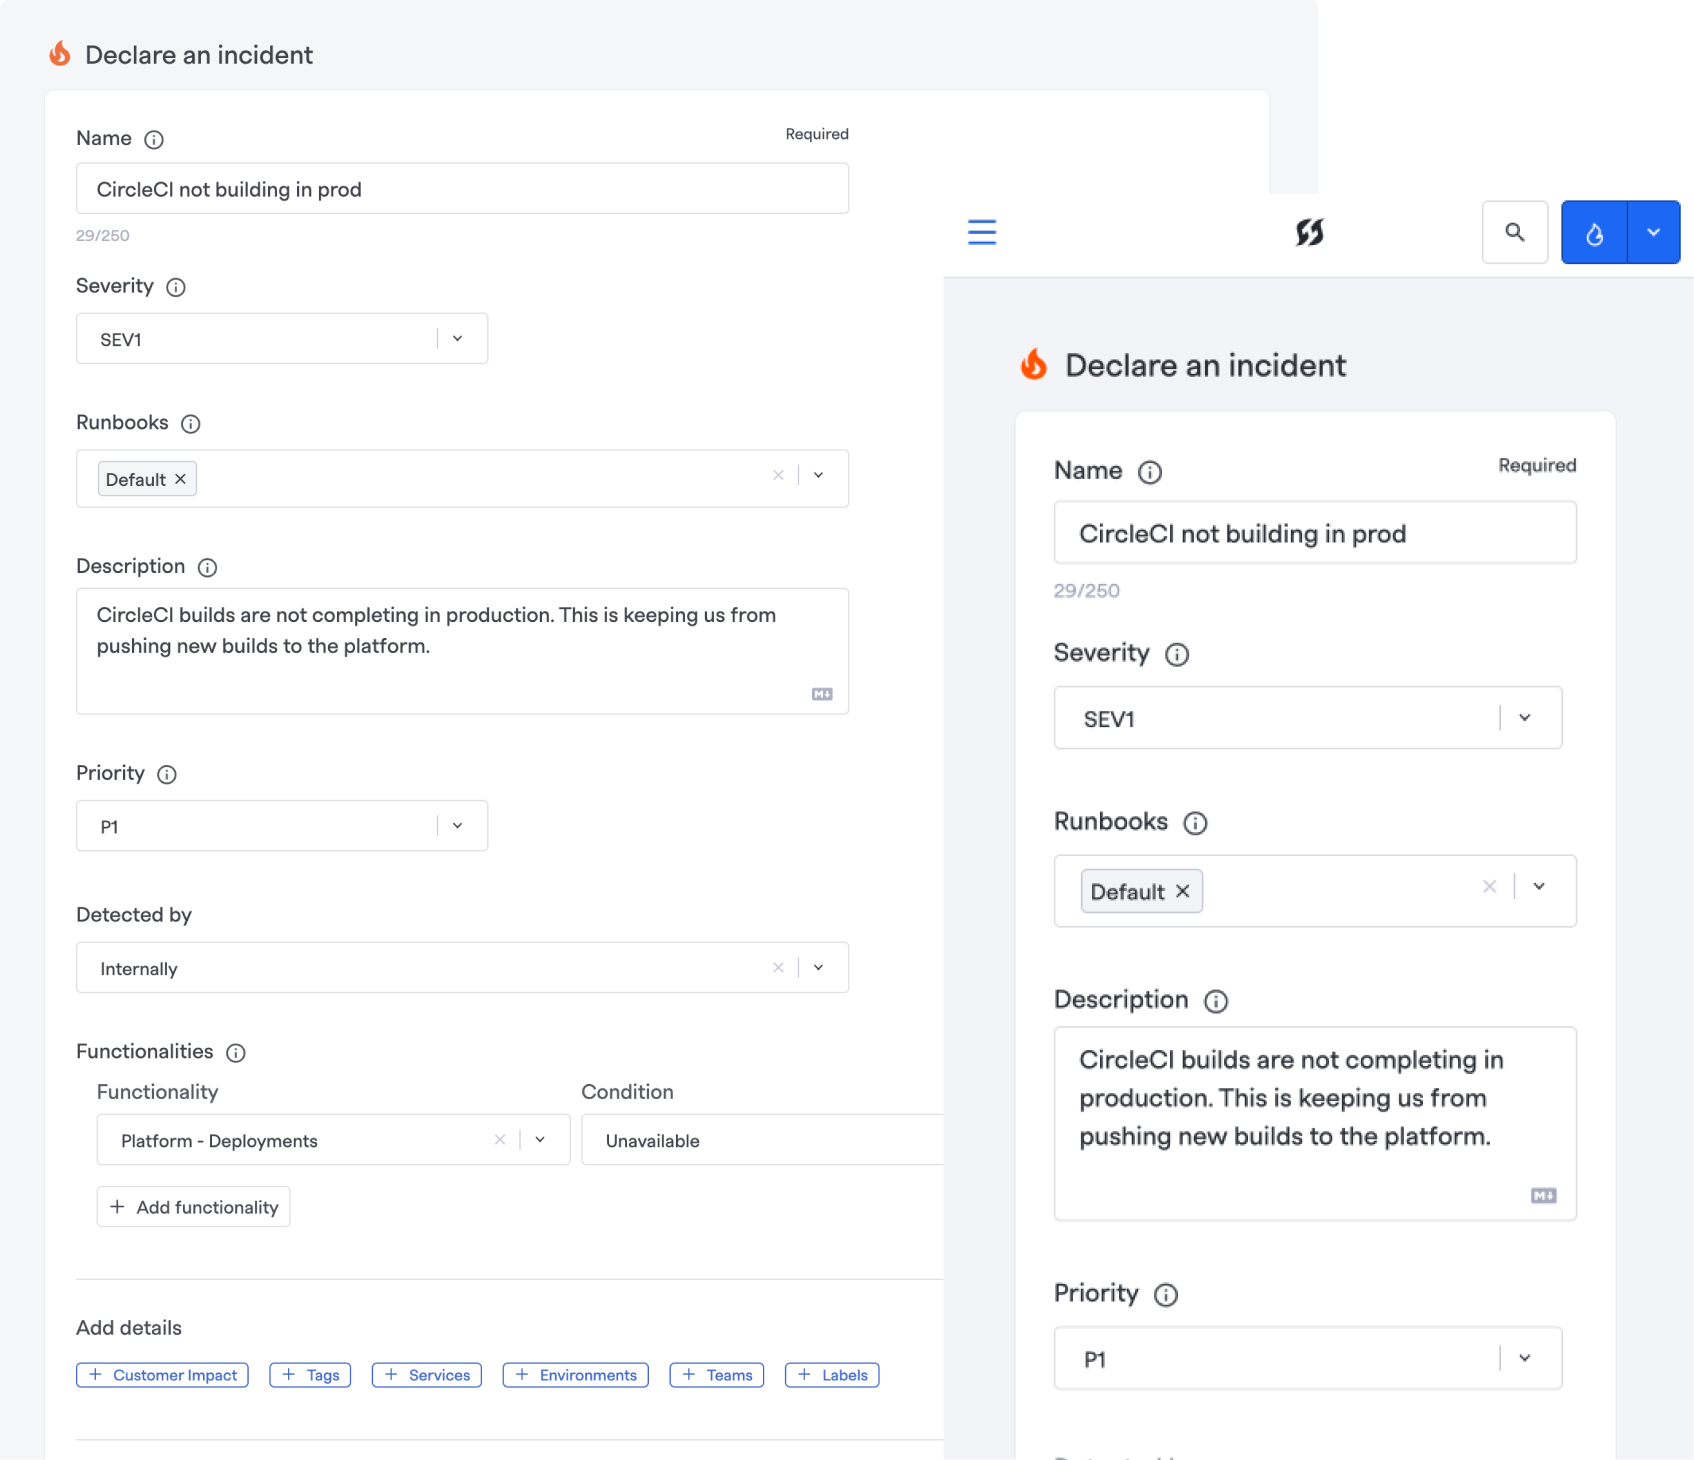 Declare an incident
Name
Required
CircleCI not building in prod
29/250
Severity
SEV1
Runbooks
Default
Description
CircleCI builds are not completing in production. This is keeping us from
pushing new builds to the platform.
M
Priority
P1
Detected by
Internally
Functionalities
Functionality
Condition
Platform - Deployments
Unavailable
+ Add functionality
Add details
+ Customer Impact
+ Tags
+ Services
+ Environments
+ Teams
+ Labels
Declare an incident
Name
Required
CircleCI not building in prod
29/250
Severity
SEV1
Runbooks
Default
Description
CircleCI builds are not completing in
production. This is keeping us from
pushing new builds to the platform.
M
Priority
P1